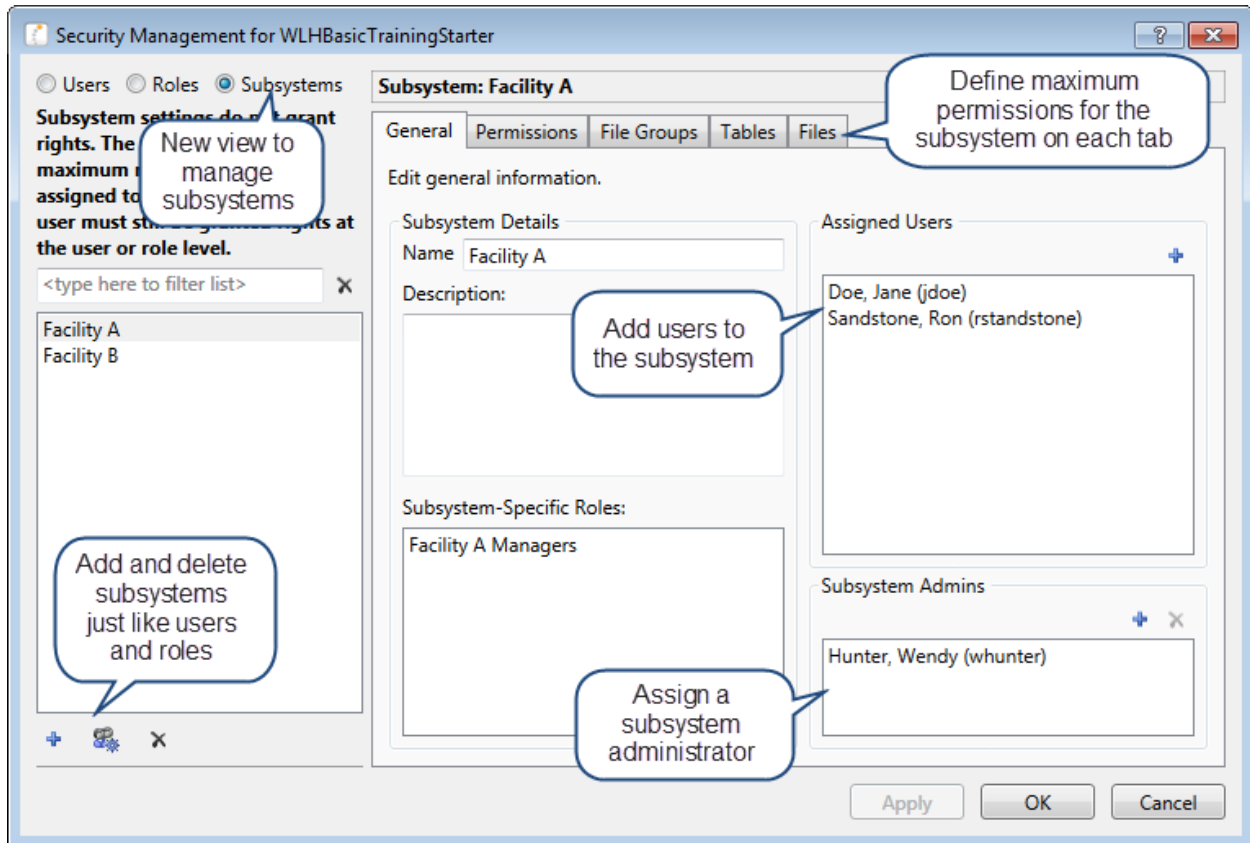 Security Management for WLHBasicTrainingStarter
Users Roles Subsystems
Subsystem settings do not grant
rights. The
maximum
assigned to
user must still be granted rights at
the user or role level.
New view to
manage
subsystems
<type here to filter list>
Facility A
Facility B
Add and delete
subsystems
just like users
and roles
Subsystem: Facility A
Define maximum
permissions for the
subsystem on each tab
General Permissions File Groups Tables Files
Edit general information.
Subsystem Details
Name Facility A
Description:
Subsystem-Specific Roles:
Facility A Managers
Assigned Users
Doe, Jane (jdoe)
Sandstone, Ron (rstandstone)
Add users to
the subsystem
Subsystem Admins
Hunter, Wendy (whunter)
Assign a
subsystem
administrator
Apply OK Cancel